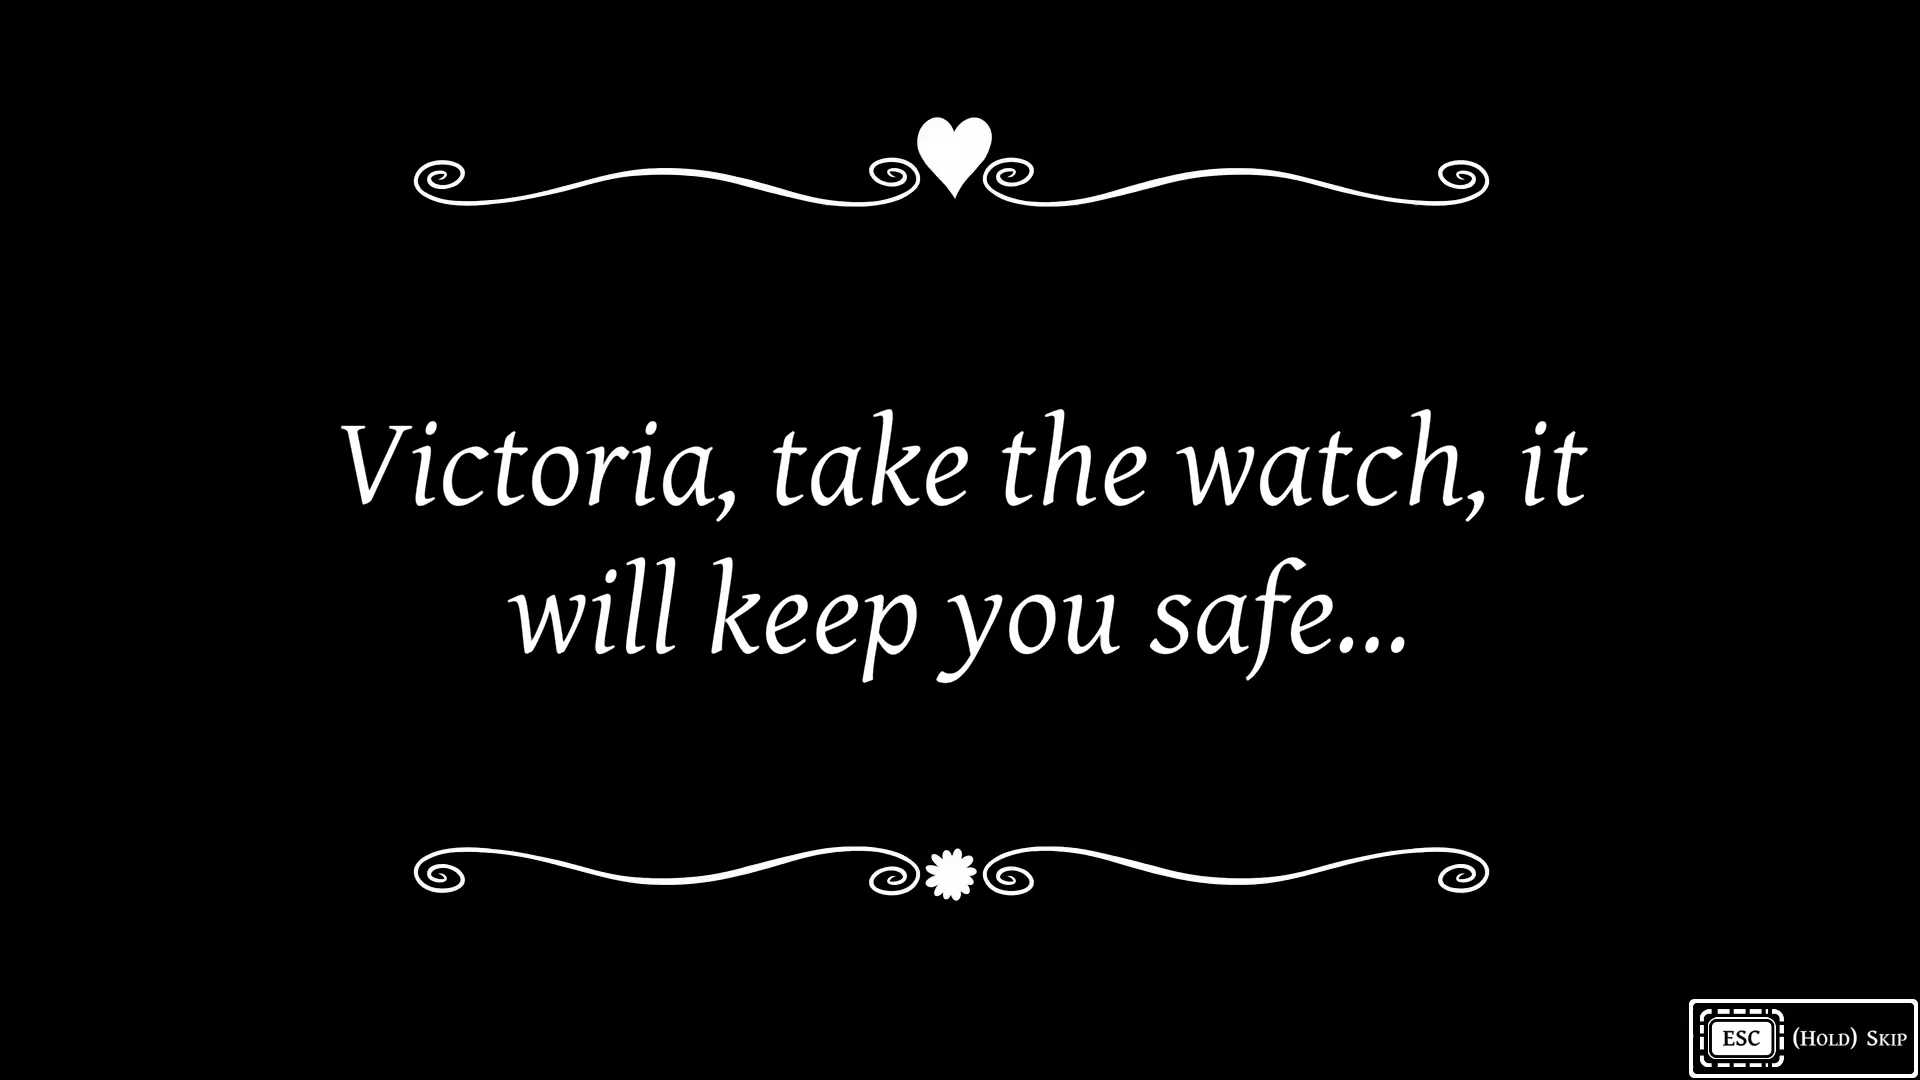 Victoria, take the watch, it
will keep you safe...
ESC (Hold) Skip